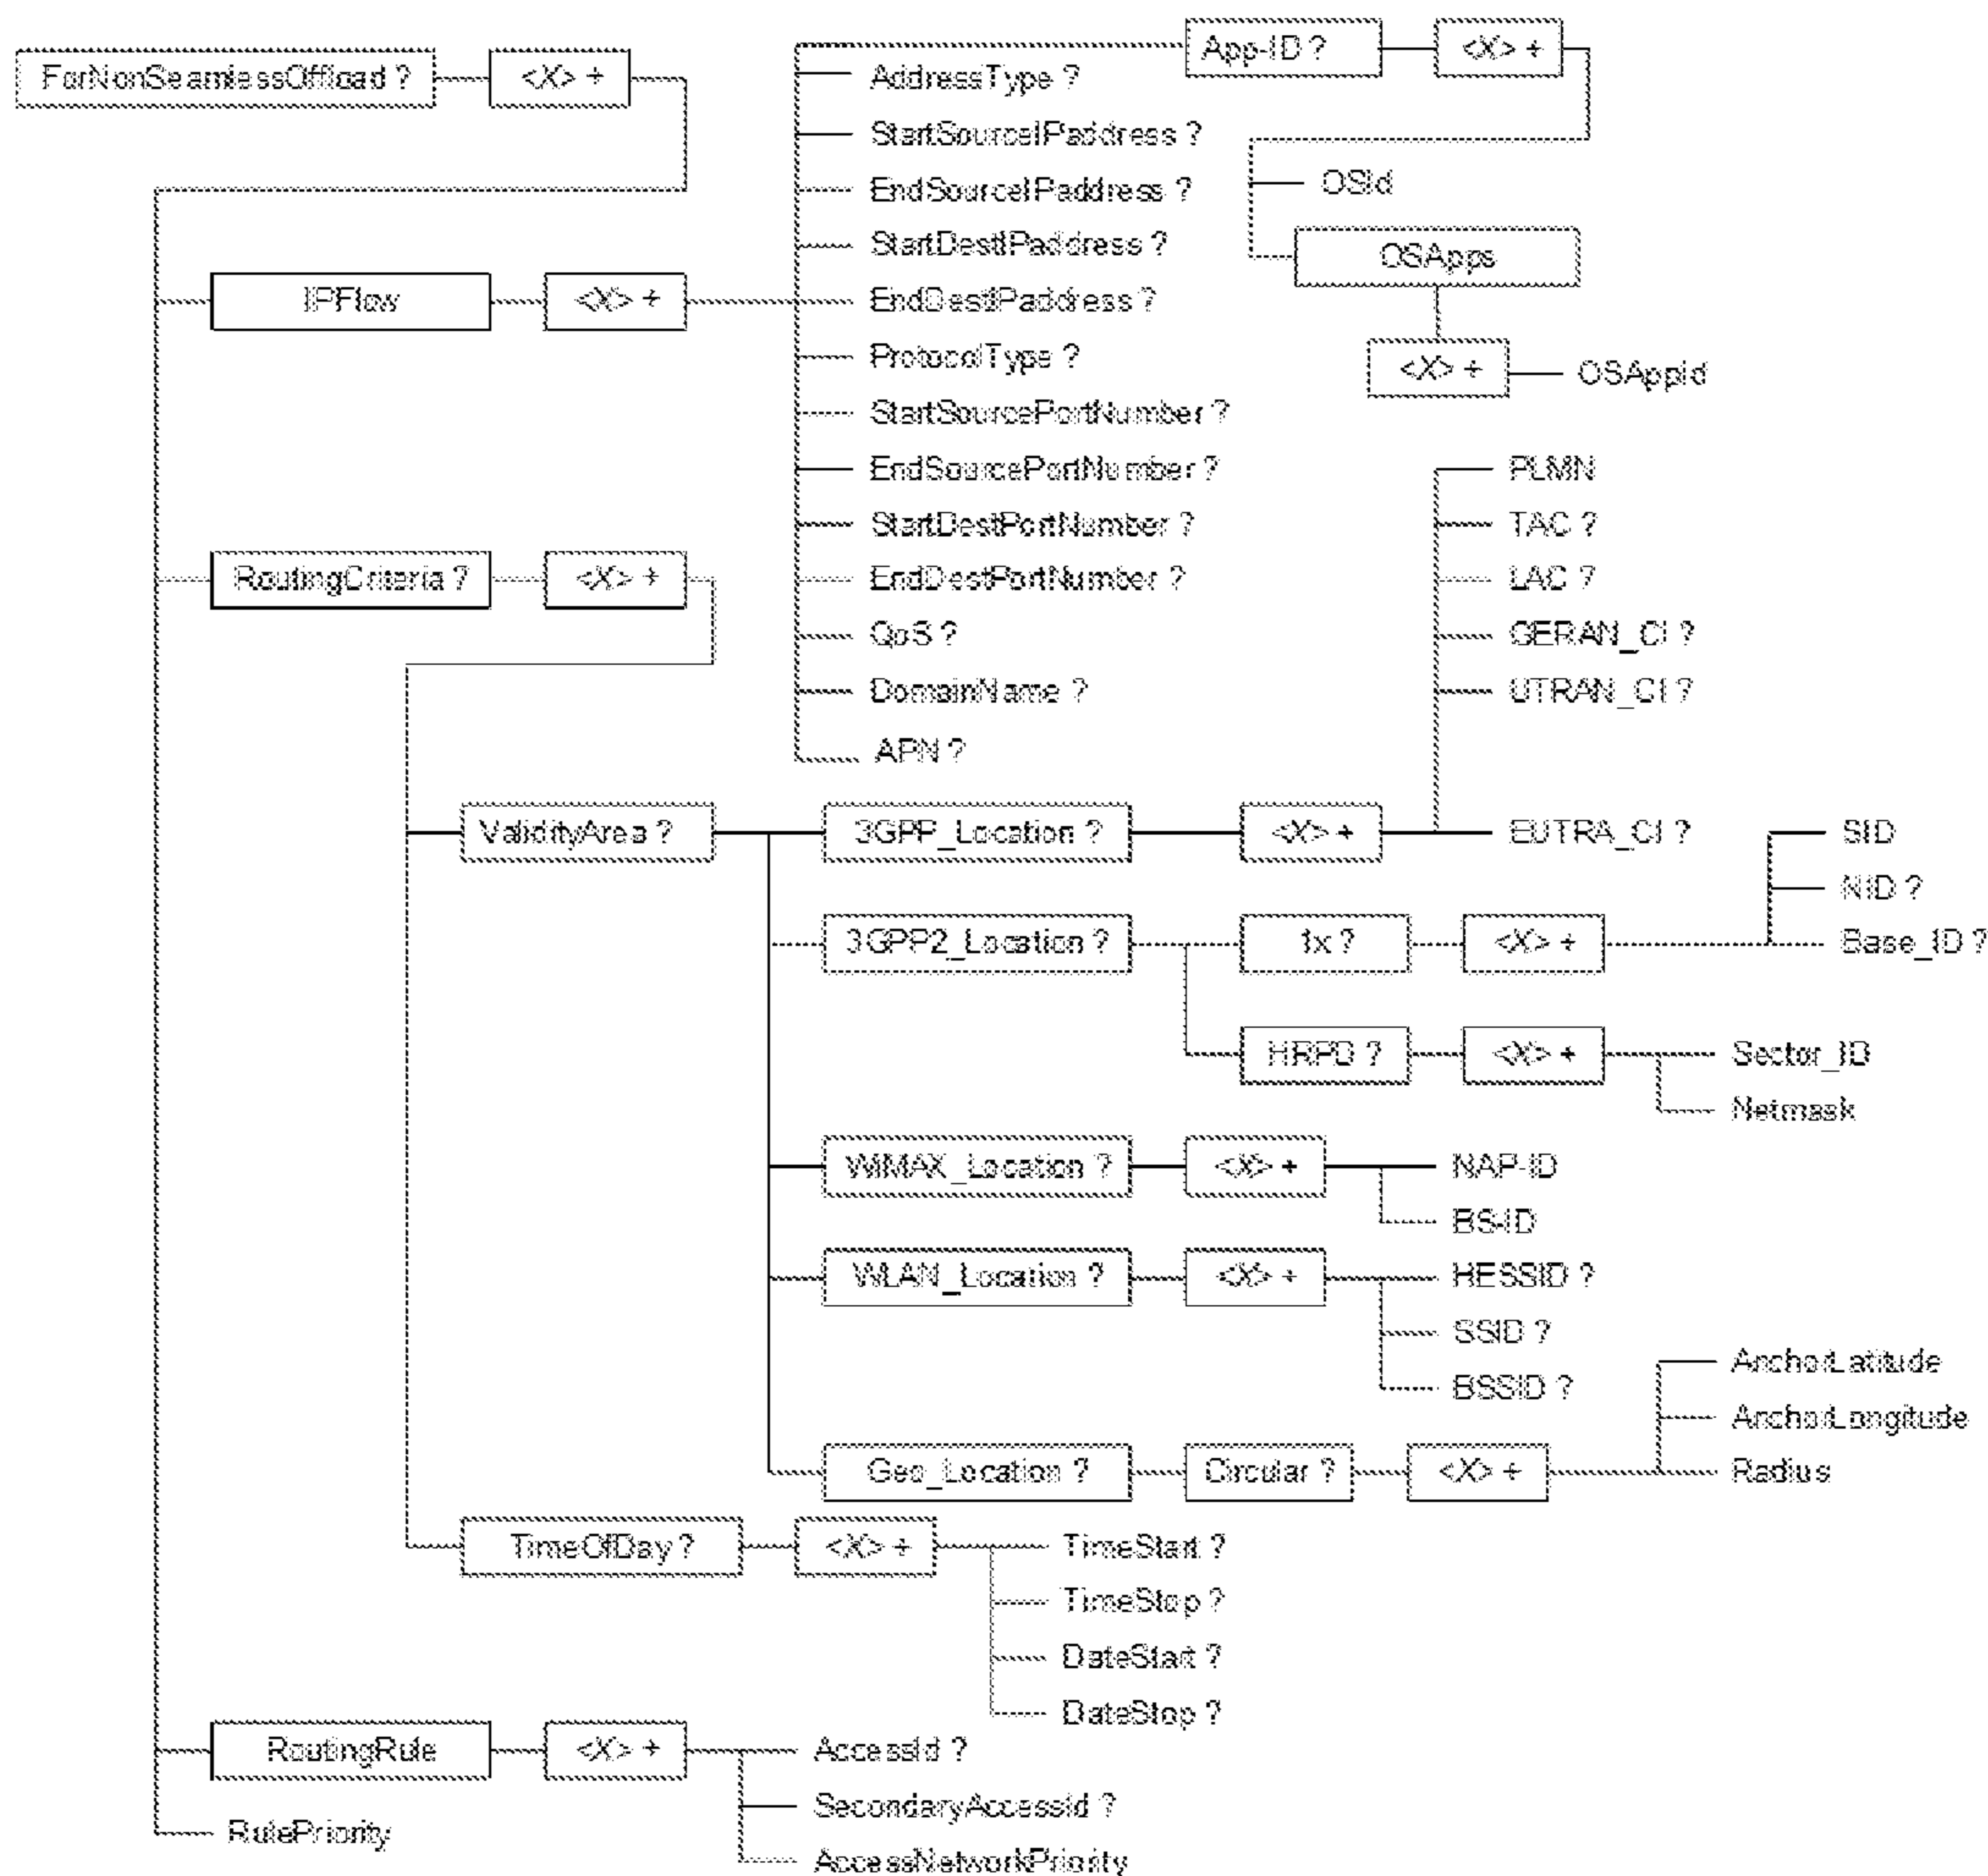 ForNonSeamlessOffload ?
<X> +
App-ID ?
<X> +
AddressType ?
StartSourceIPaddress ?
EndSourceIPaddress ?
OSId
StartDestIPaddress ?
OSApps
IPFlow
<X> +
EndDestIPaddress ?
ProtocolType ?
<X> +
OSAppId
StartSourcePortNumber ?
EndSourcePortNumber ?
PLMN
StartDestPortNumber ?
TAC ?
RoutingCriteria ?
<X> +
EndDestPortNumber ?
LAC ?
QoS ?
GERAN_CI ?
DomainName ?
UTRAN_CI ?
APN ?
ValidityArea ?
3GPP_Location ?
<X> +
EUTRA_CI ?
SID
NID ?
3GPP2_Location ?
1x ?
<X> +
Base_ID ?
HRPD ?
<X> +
Sector_ID
Netmask
WiMAX_Location ?
<X> +
NAP-ID
BS-ID
WLAN_Location ?
<X> +
HESSID ?
SSID ?
BSSID ?
AnchorLatitude
AnchorLongitude
Geo_Location ?
Circular ?
<X> +
Radius
TimeOfDay ?
<X> +
TimeStart ?
TimeStop ?
DateStart ?
DateStop ?
RoutingRule
<X> +
AccessId ?
SecondaryAccessId ?
RulePriority
AccessNetworkPriority